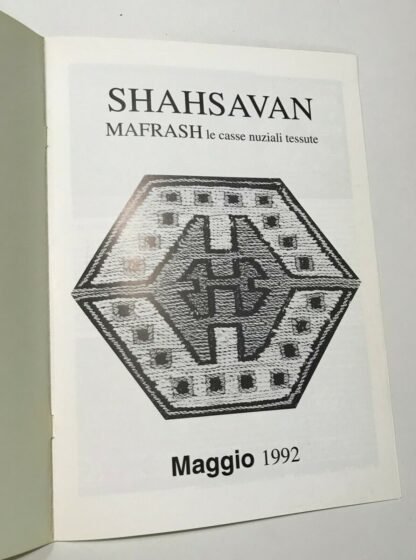 SHAHSAVAN
MAFRASH le casse nuziali tessute
Maggio 1992